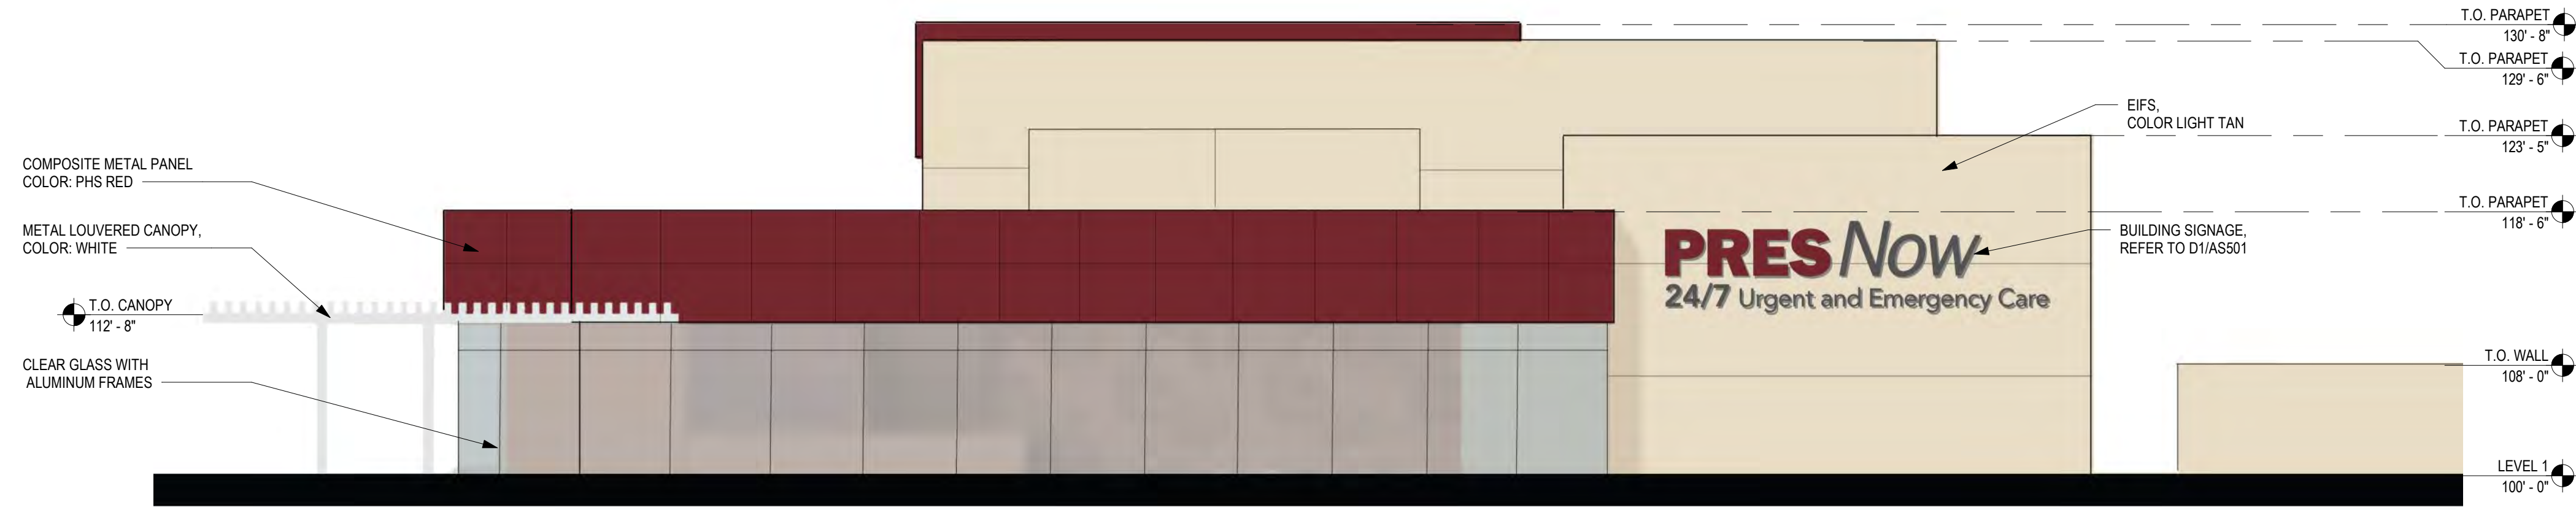 COMPOSITE METAL PANEL
COLOR: PHS RED
METAL LOUVERED CANOPY,
COLOR: WHITE
T.O. CANOPY
112' - 8"
CLEAR GLASS WITH
ALUMINUM FRAMES
PRES Now
24/7 Urgent and Emergency Care
EIFS,
COLOR LIGHT TAN
BUILDING SIGNAGE,
REFER TO D1/AS501
T.O. PARAPET
130' - 8"
T.O. PARAPET
129' - 6"
T.O. PARAPET
123' - 5"
T.O. PARAPET
118' - 6"
T.O. WALL
108' - 0"
LEVEL 1
100' - 0"